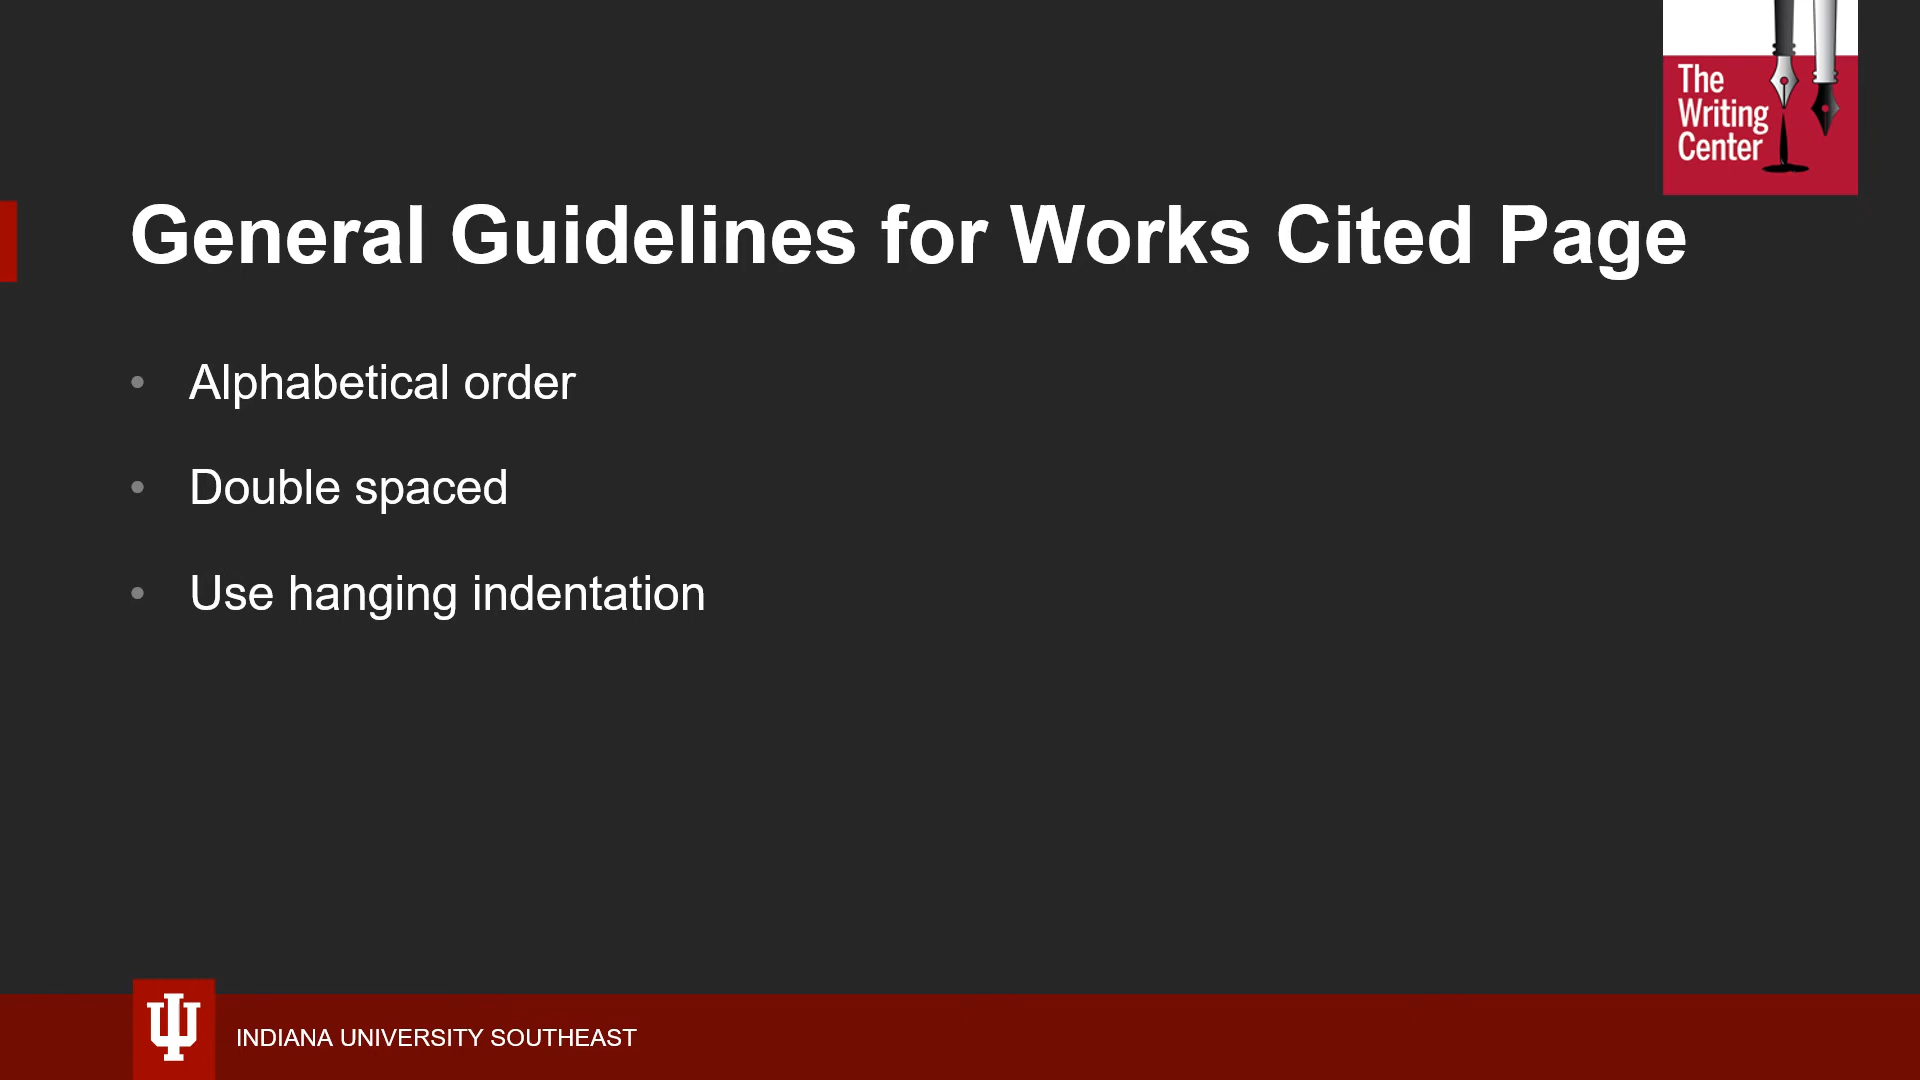 The
Writing
Center
General Guidelines for Works Cited Page
• Alphabetical order
• Double spaced
• Use hanging indentation
INDIANA UNIVERSITY SOUTHEAST